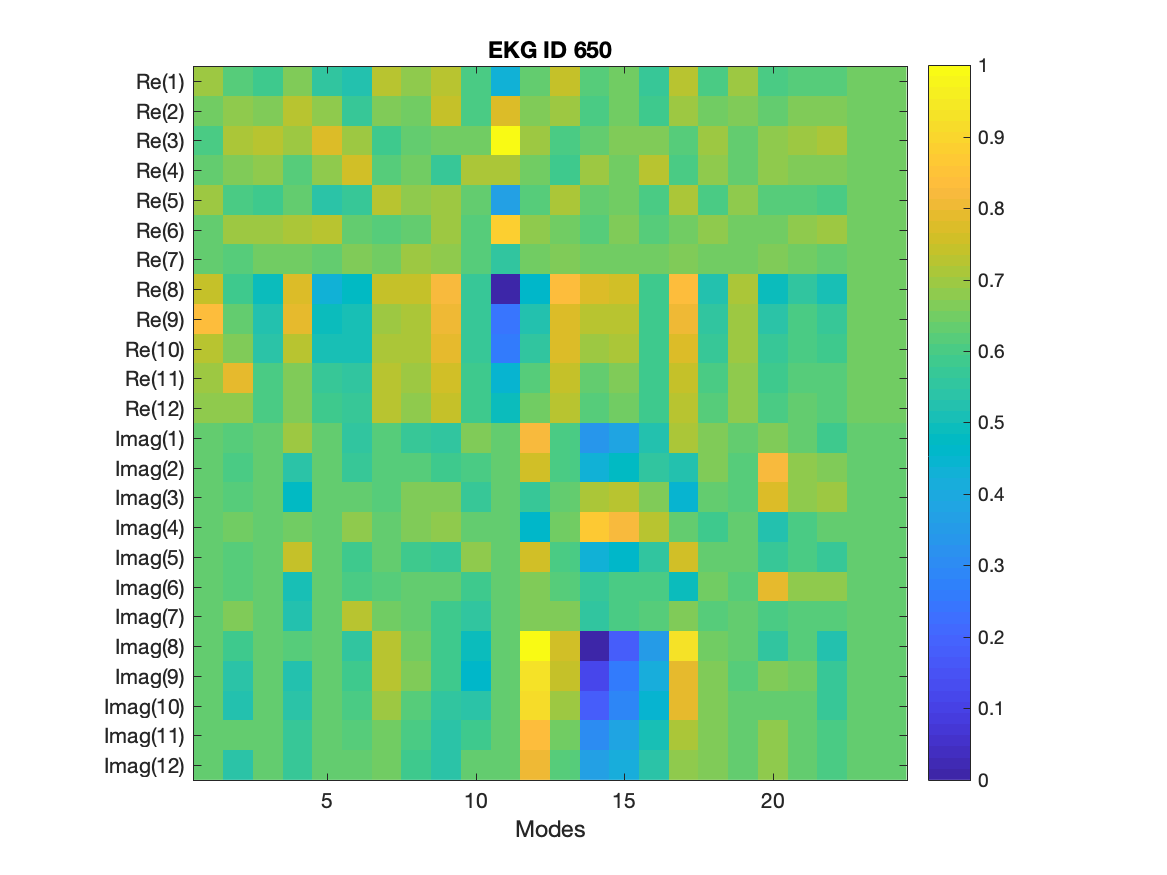 EKG ID 650
Re(1)
Re(2)
Re(3)
Re(4)
Re(5)
Re(6)
Re(7)
Re(8)
Re(9)
Re(10)
Re(11)
Re(12)
Imag(1)
Imag(2)
Imag(3)
Imag(4)
Imag(5)
Imag(6)
Imag(7)
Imag(8)
Imag(9)
Imag(10)
Imag(11)
Imag(12)
5 10 15 20
Modes
1
0.9
0.8
0.7
0.6
0.5
0.4
0.3
0.2
0.1
0